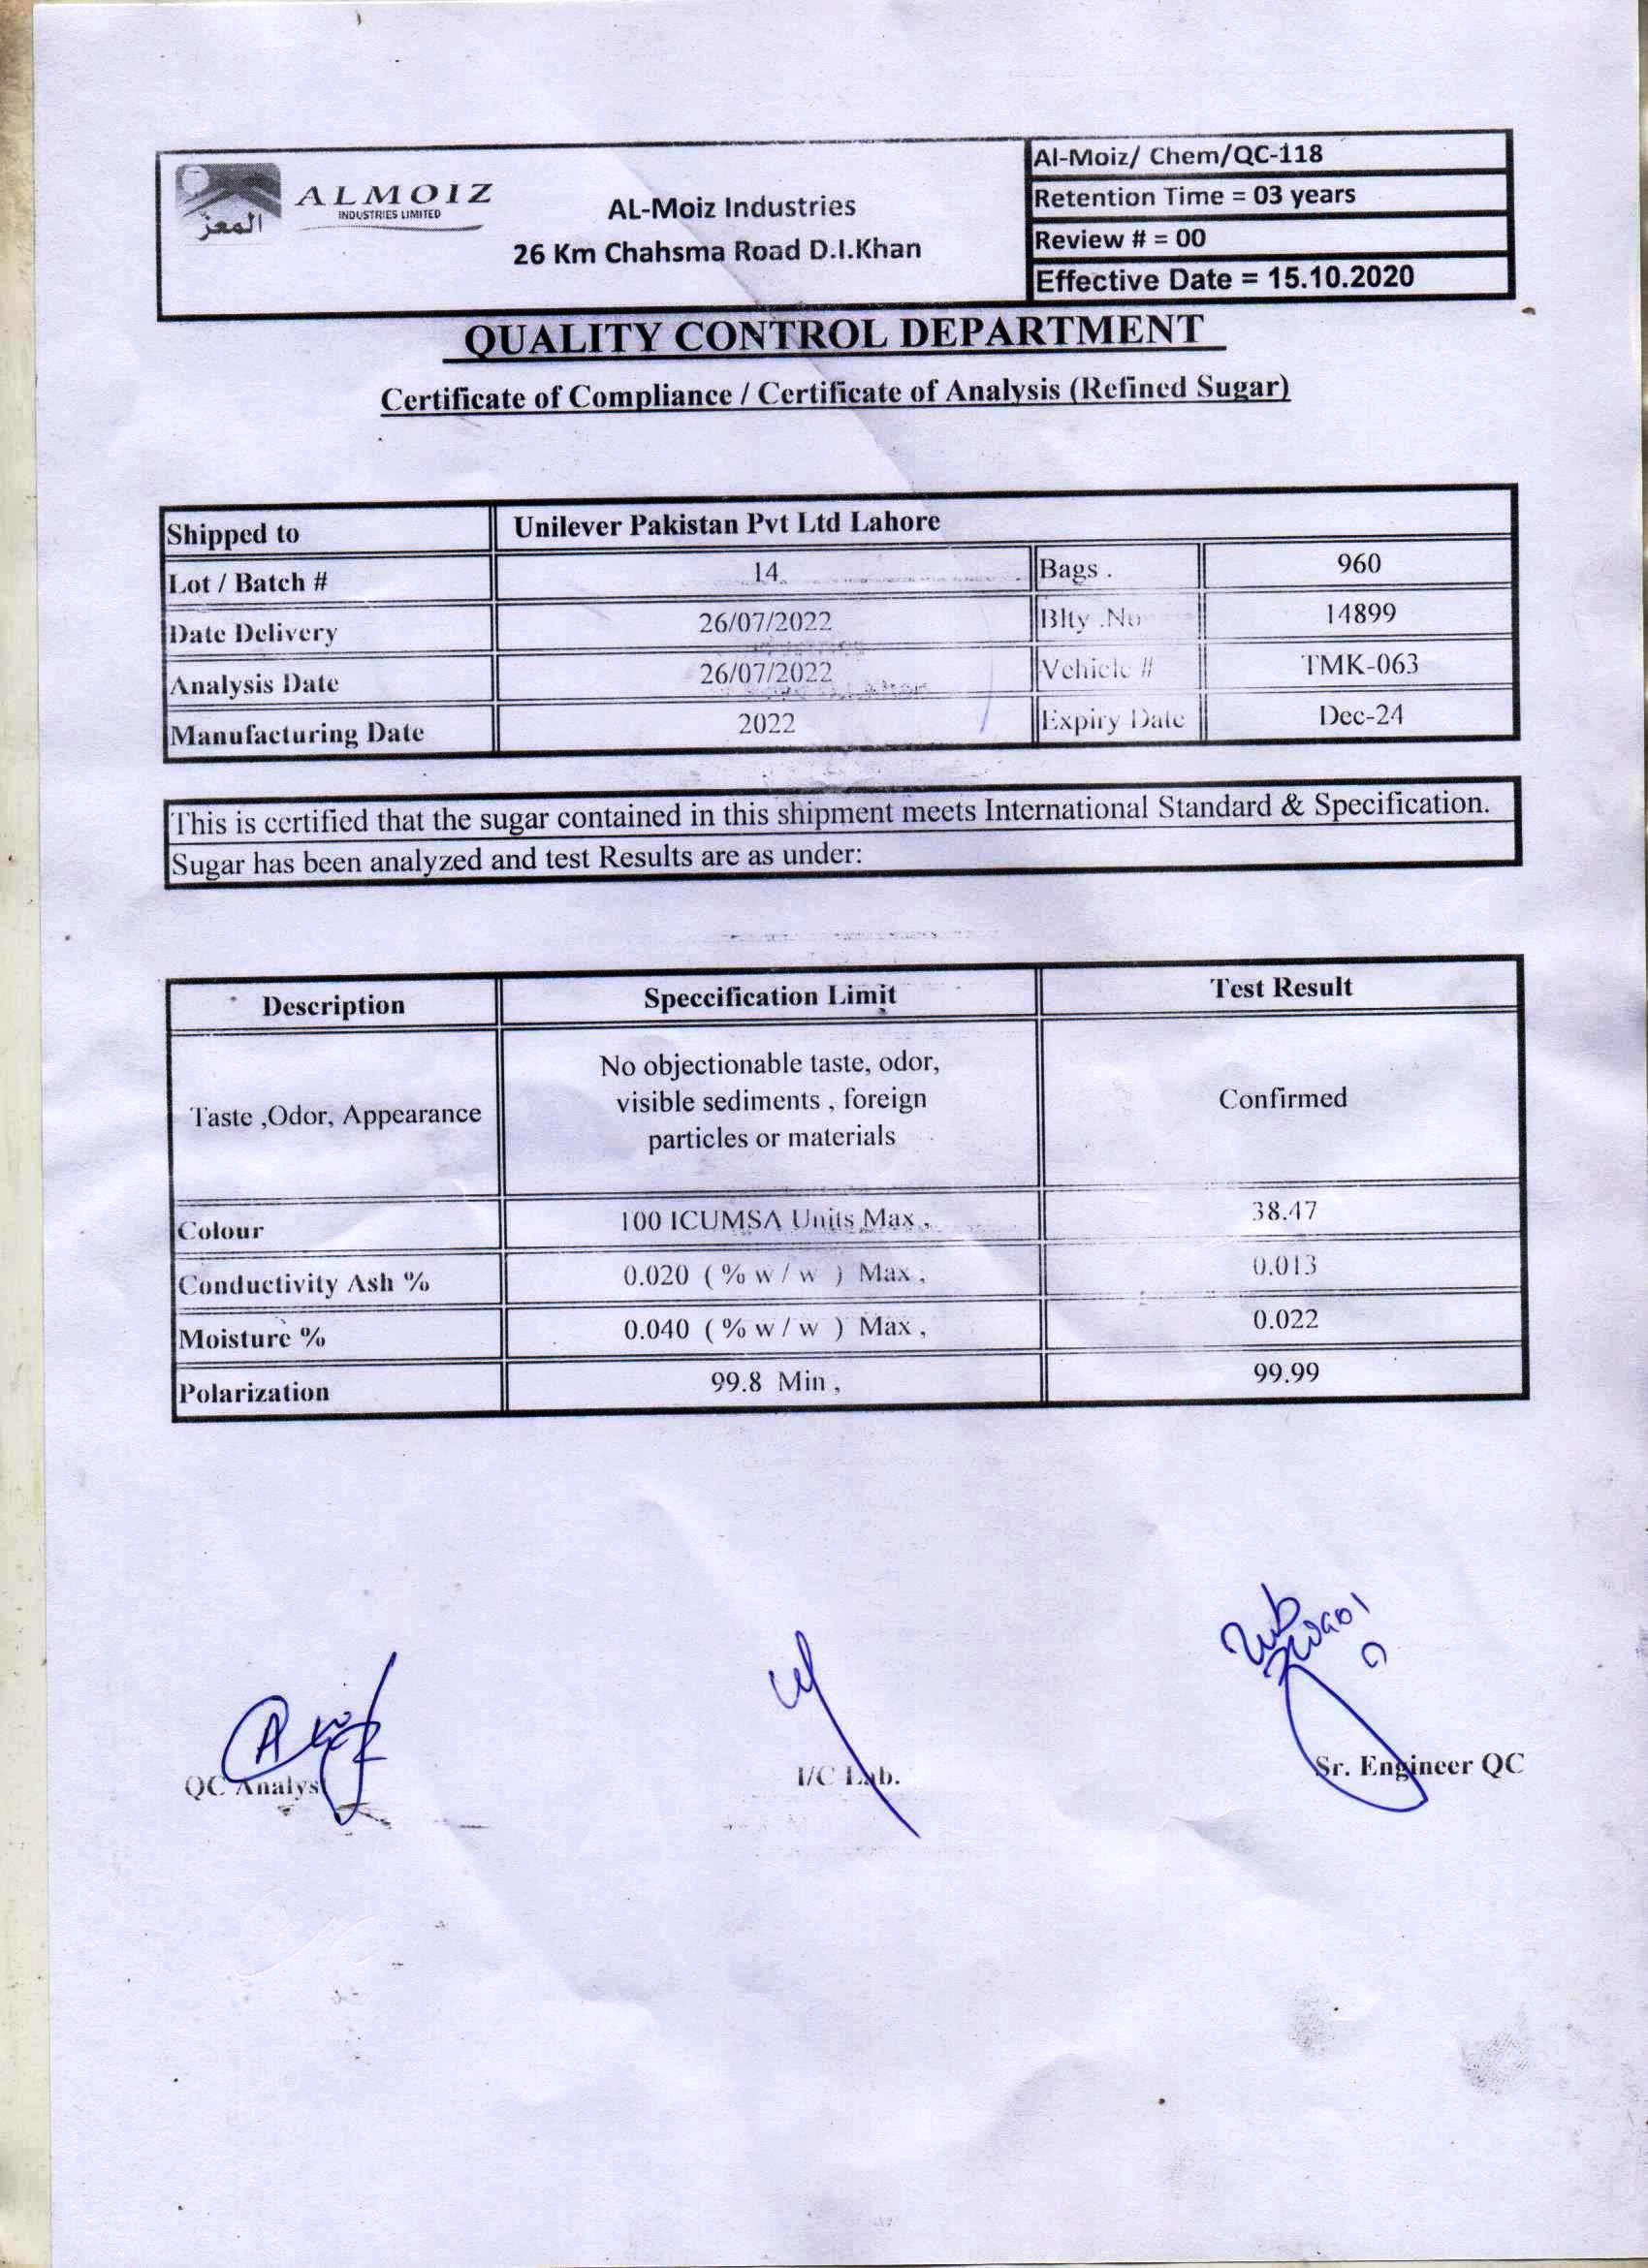 المعز
ALMOIZ
INDUSTRIES LIMITED
AL-Moiz Industries
26 Km Chahsma Road D.I.Khan
Al-Moiz/ Chem/QC-118
Retention Time = 03 years
Review # = 00
Effective Date = 15.10.2020
QUALITY CONTROL DEPARTMENT
Certificate of Compliance / Certificate of Analysis (Refined Sugar)
Shipped to Unilever Pakistan Pvt Ltd Lahore
Lot / Batch # 14 Bags . 960
Date Delivery 26/07/2022 Blty .No 14899
Analysis Date 26/07/2022 Vehicle # TMK-063
Manufacturing Date 2022 Expiry Date Dec-24
This is certified that the sugar contained in this shipment meets International Standard & Specification.
Sugar has been analyzed and test Results are as under:
Description Speccification Limit Test Result
No objectionable taste, odor,
Taste ,Odor, Appearance visible sediments , foreign Confirmed
particles or materials
Colour 100 ICUMSA Units Max , 38.47
Conductivity Ash % 0.020 ( % w / w ) Max , 0.013
Moisture % 0.040 ( % w / w ) Max , 0.022
Polarization 99.8 Min , 99.99
QC Analyst I/C Lab. Sr. Engineer QC